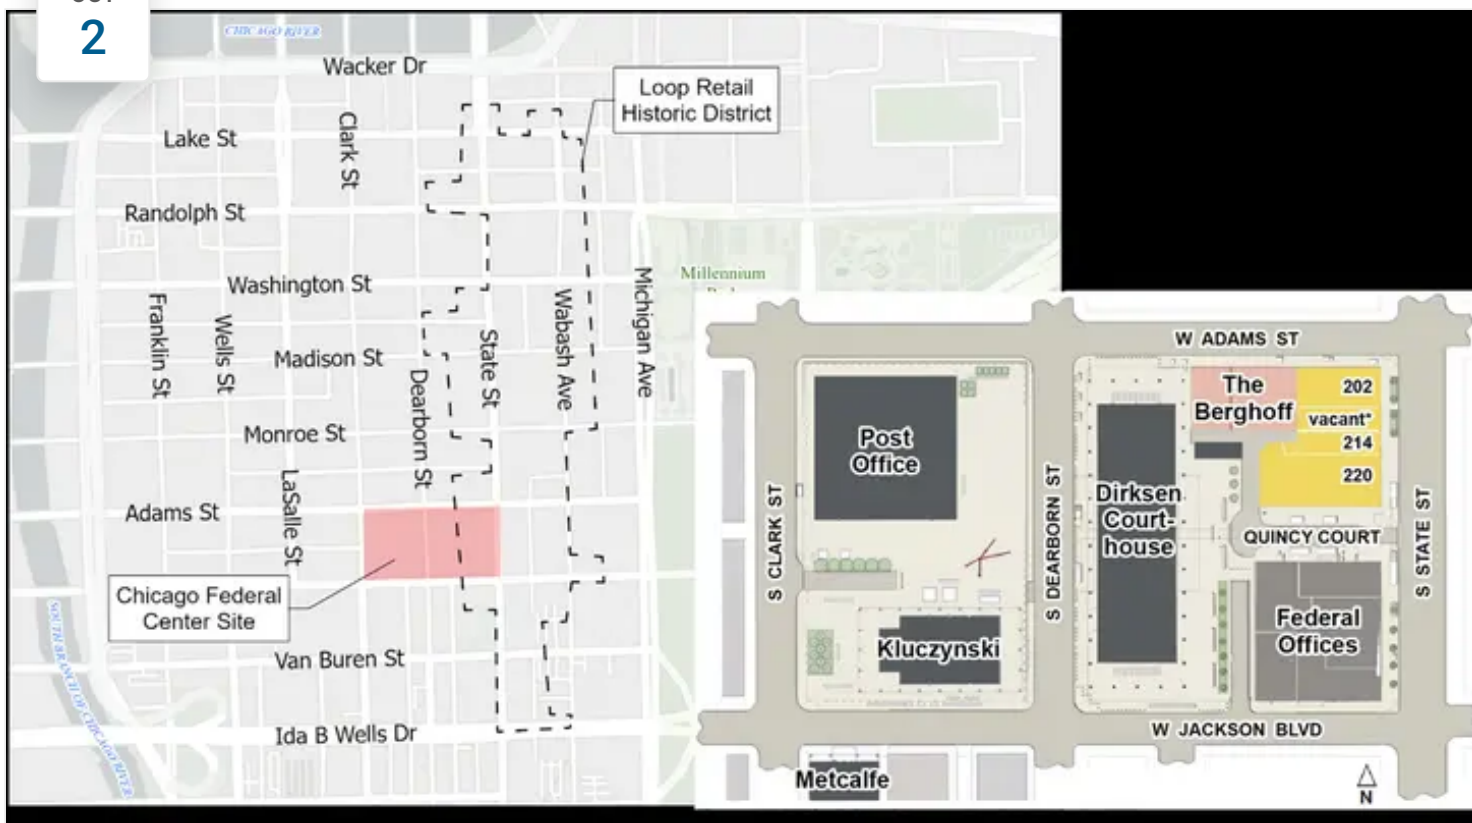 2
CHICAGO RIVER
Wacker Dr
Loop Retail
Historic District
Lake St
Clark St
Randolph St
Washington St
Millennium
Franklin St
Wells St
Madison St
Dearborn St
State St
Wabash Ave
Michigan Ave
Monroe St
LaSalle St
Adams St
Chicago Federal
Center Site
Van Buren St
Ida B Wells Dr
SOUTH BRANCH OF CHICAGO RIVER
W ADAMS ST
The
Berghoff
202
vacant*
214
220
Post
Office
S CLARK ST
S DEARBORN ST
Dirksen
Court-
house
QUINCY COURT
S STATE ST
Kluczynski
Federal
Offices
W JACKSON BLVD
Metcalfe
N